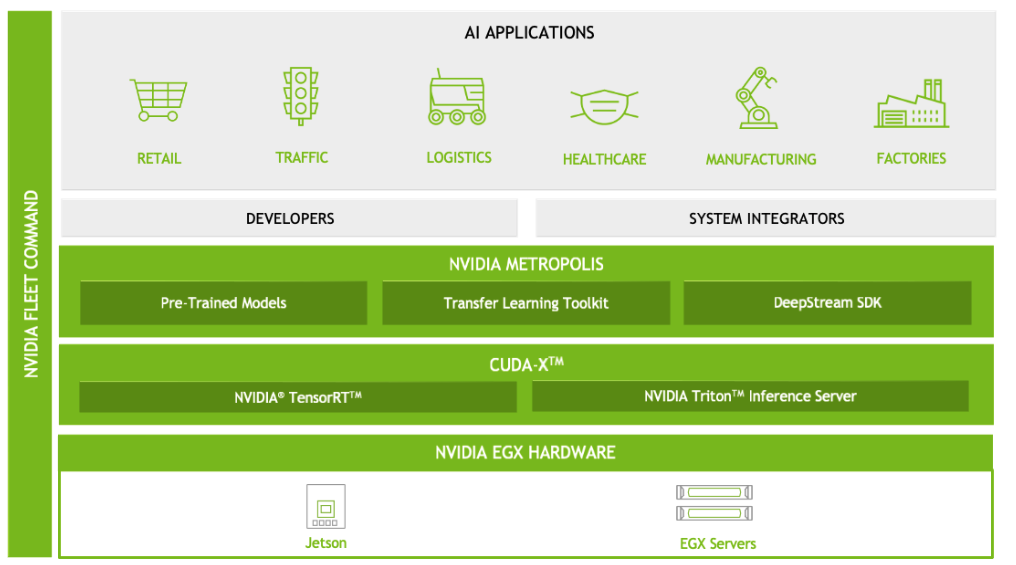 NVIDIA FLEET COMMAND
AI APPLICATIONS
RETAIL
TRAFFIC
LOGISTICS
HEALTHCARE
MANUFACTURING
FACTORIES
DEVELOPERS
SYSTEM INTEGRATORS
NVIDIA METROPOLIS
Pre-Trained Models
Transfer Learning Toolkit
DeepStream SDK
CUDA-X™
NVIDIA® TensorRT™
NVIDIA Triton™ Inference Server
NVIDIA EGX HARDWARE
Jetson
EGX Servers